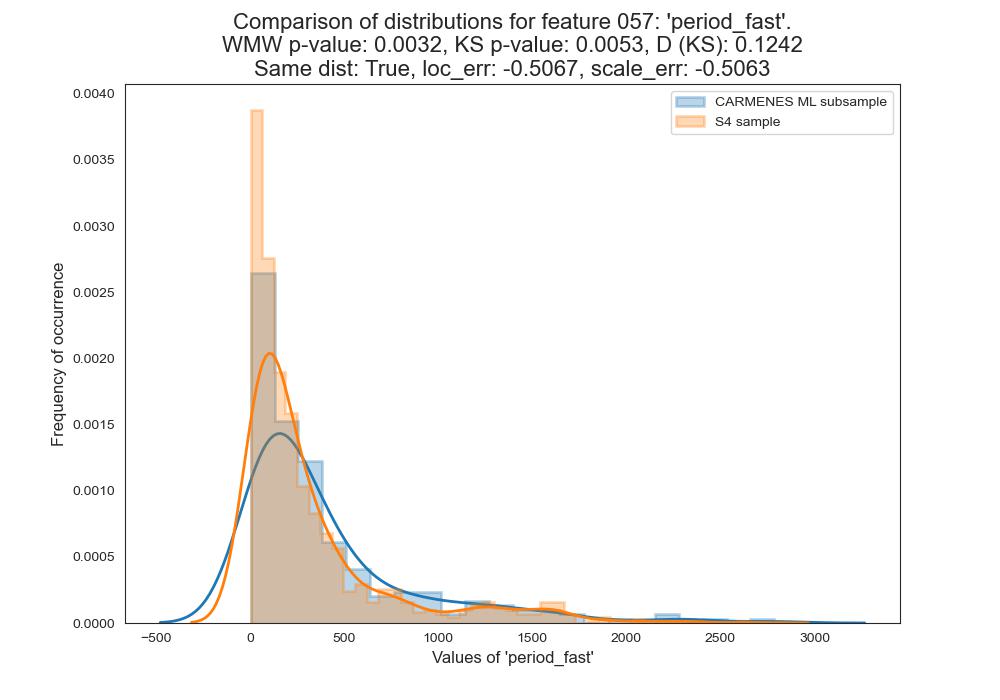 Comparison of distributions for feature 057: 'period_fast'.
WMW p-value: 0.0032, KS p-value: 0.0053, D (KS): 0.1242
Same dist: True, loc_err: -0.5067, scale_err: -0.5063
CARMENES ML subsample
S4 sample
0.0040
0.0035
0.0030
0.0025
0.0020
0.0015
0.0010
0.0005
0.0000
Frequency of occurrence
−500 0 500 1000 1500 2000 2500 3000
Values of 'period_fast'